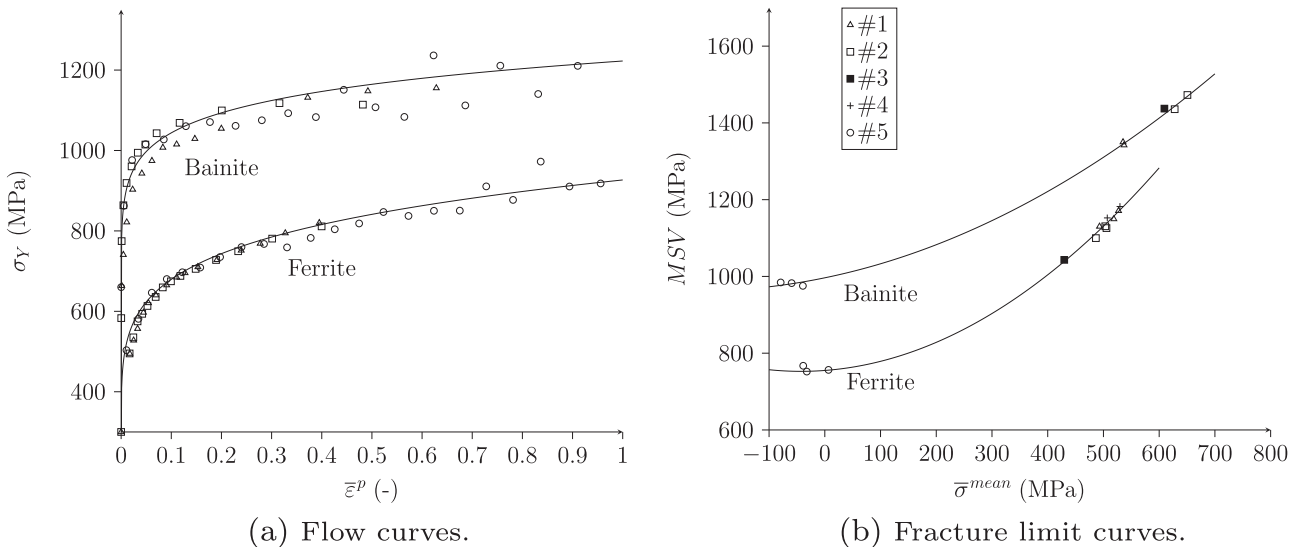 1200
1000
800
600
400
0 0.1 0.2 0.3 0.4 0.5 0.6 0.7 0.8 0.9 1
σ_Y (MPa)
ε̅^p (-)
Bainite
Ferrite
(a) Flow curves.
1600
1400
1200
1000
800
600
−100 0 100 200 300 400 500 600 700 800
MSV (MPa)
σ̅^mean (MPa)
#1
#2
#3
#4
#5
Bainite
Ferrite
(b) Fracture limit curves.